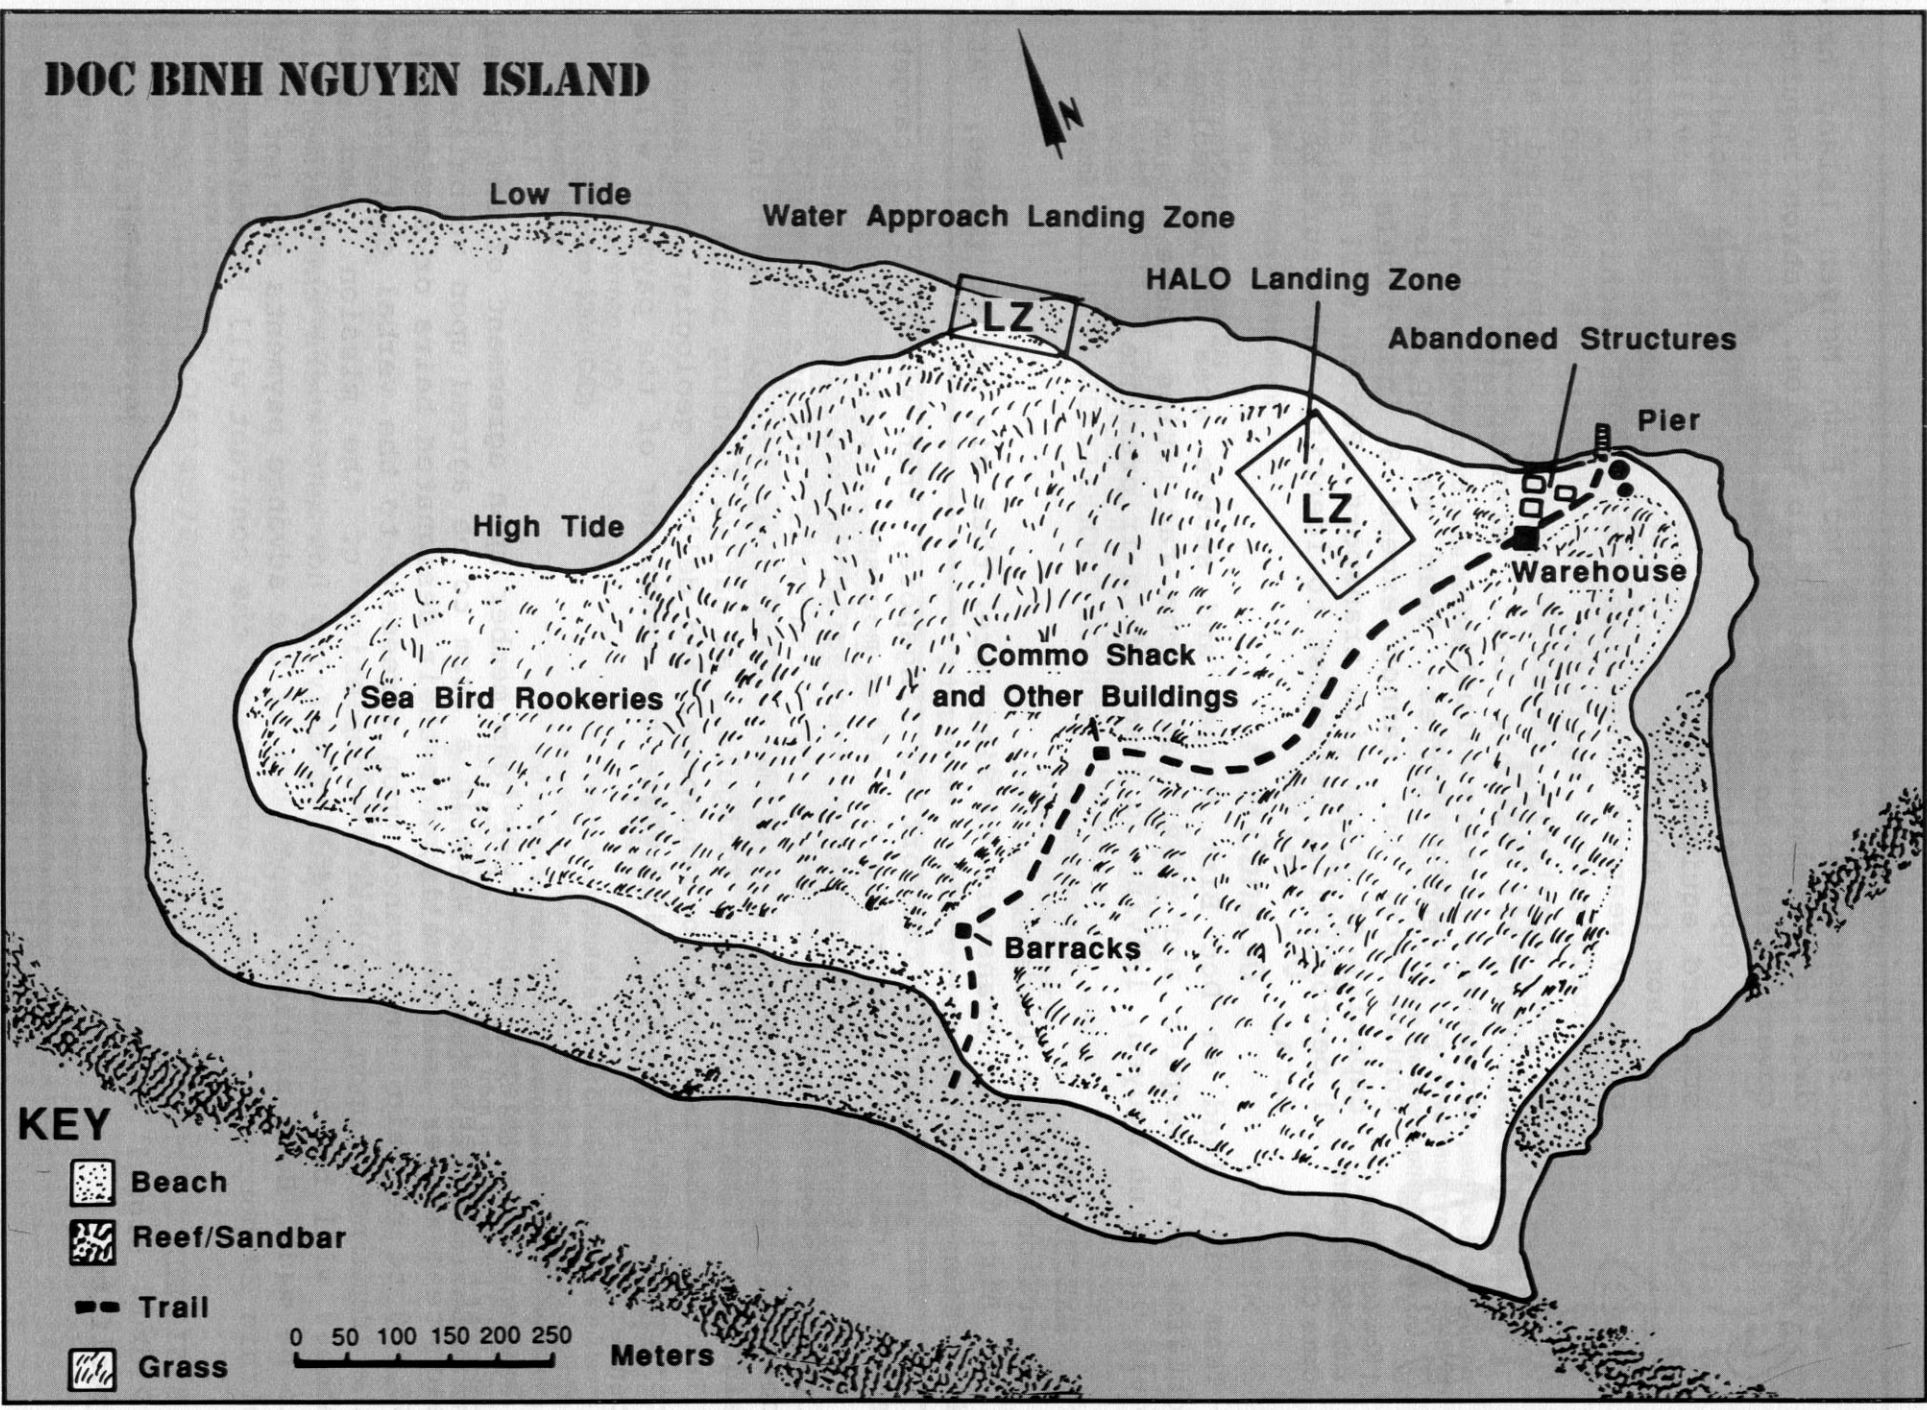 DOC BINH NGUYEN ISLAND
N
Low Tide
Water Approach Landing Zone
HALO Landing Zone
LZ
Abandoned Structures
Pier
LZ
High Tide
Warehouse
Commo Shack
and Other Buildings
Sea Bird Rookeries
Barracks
KEY
Beach
Reef/Sandbar
Trail
0 50 100 150 200 250
Meters
Grass